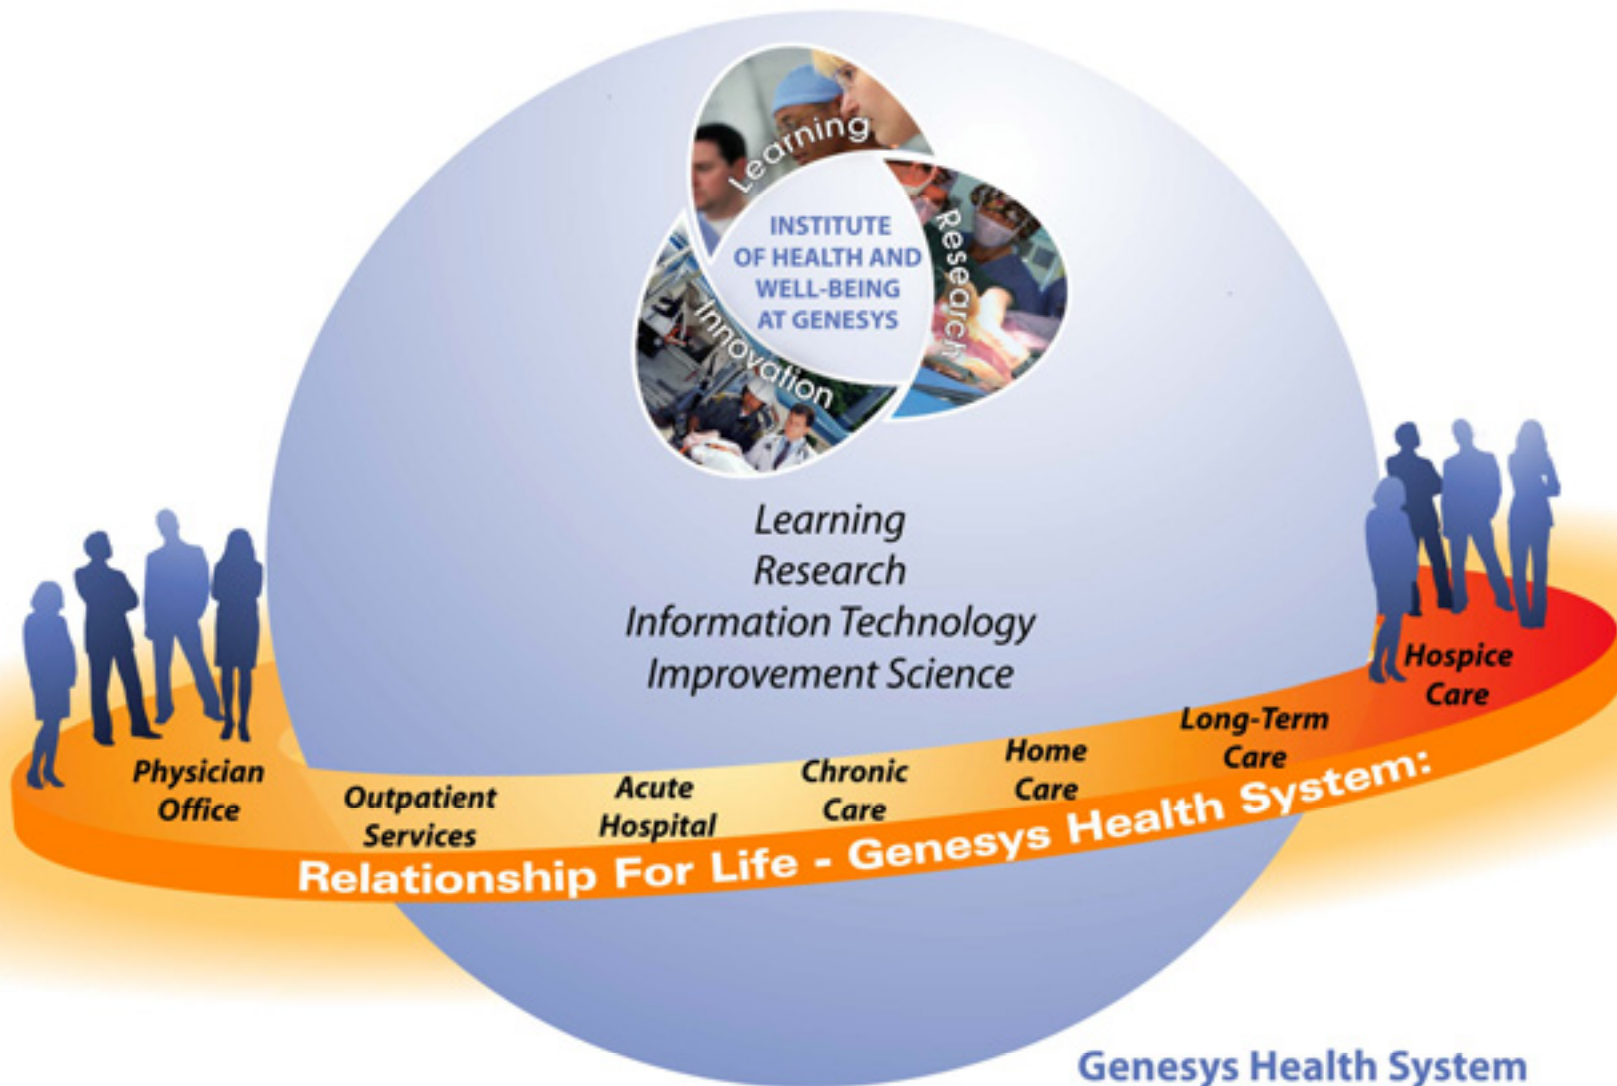 Learning
Research
Innovation
INSTITUTE
OF HEALTH AND
WELL-BEING
AT GENESYS
Learning
Research
Information Technology
Improvement Science
Physician
Office
Outpatient
Services
Acute
Hospital
Chronic
Care
Home
Care
Long-Term
Care
Hospice
Care
Relationship For Life - Genesys Health System:
Genesys Health System